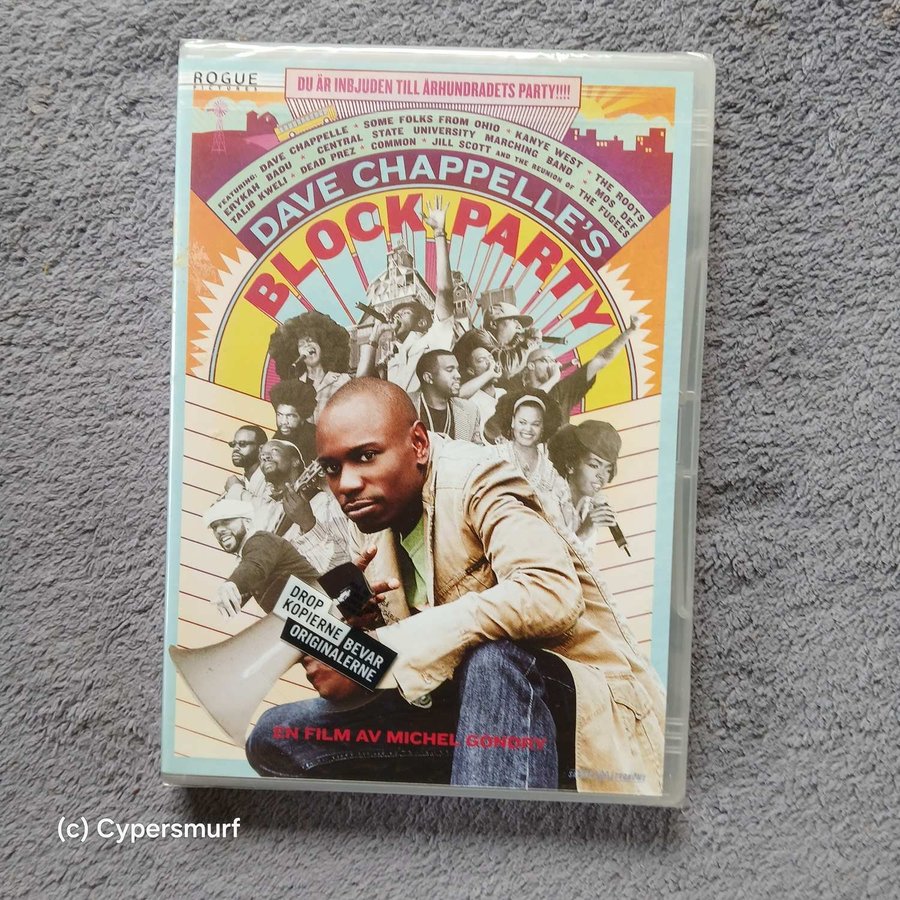 ROGUE
PICTURES
DU ÄR INBJUDEN TILL ÅRHUNDRADETS PARTY!!!!
FEATURING: DAVE CHAPPELLE * SOME FOLKS FROM OHIO * KANYE WEST * THE ROOTS
ERYKAH BADU * CENTRAL STATE UNIVERSITY MARCHING BAND * MOS DEF
TALIB KWELI * DEAD PREZ * COMMON * JILL SCOTT AND THE REUNION OF THE FUGEES
DAVE CHAPPELLE'S
BLOCK PARTY
DROP
KOPIERNE
BEVAR
ORIGINALERNE
EN FILM AV MICHEL GONDRY
(c) Cypersmurf